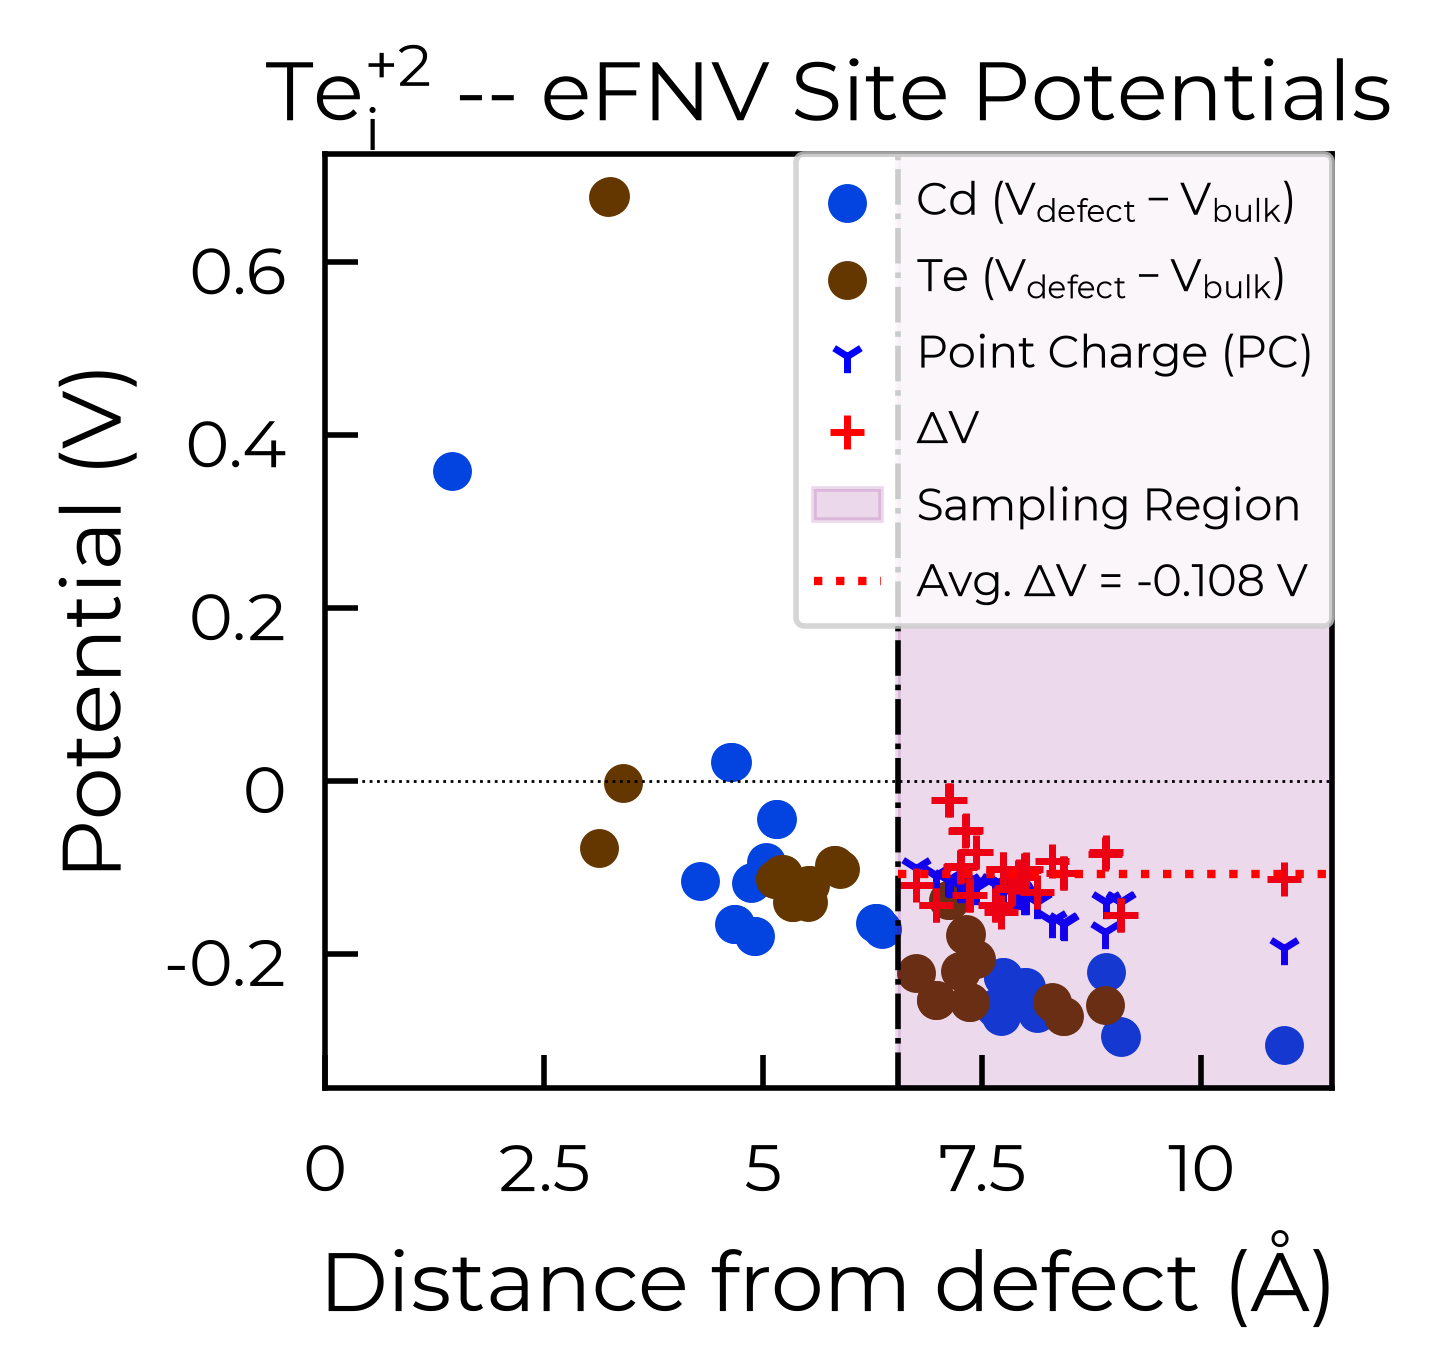 Te_i^{+2} -- eFNV Site Potentials
Cd (V_defect – V_bulk)
Te (V_defect – V_bulk)
Point Charge (PC)
ΔV
Sampling Region
Avg. ΔV = -0.108 V
Potential (V)
0.6
0.4
0.2
0
-0.2
0 2.5 5 7.5 10
Distance from defect (Å)